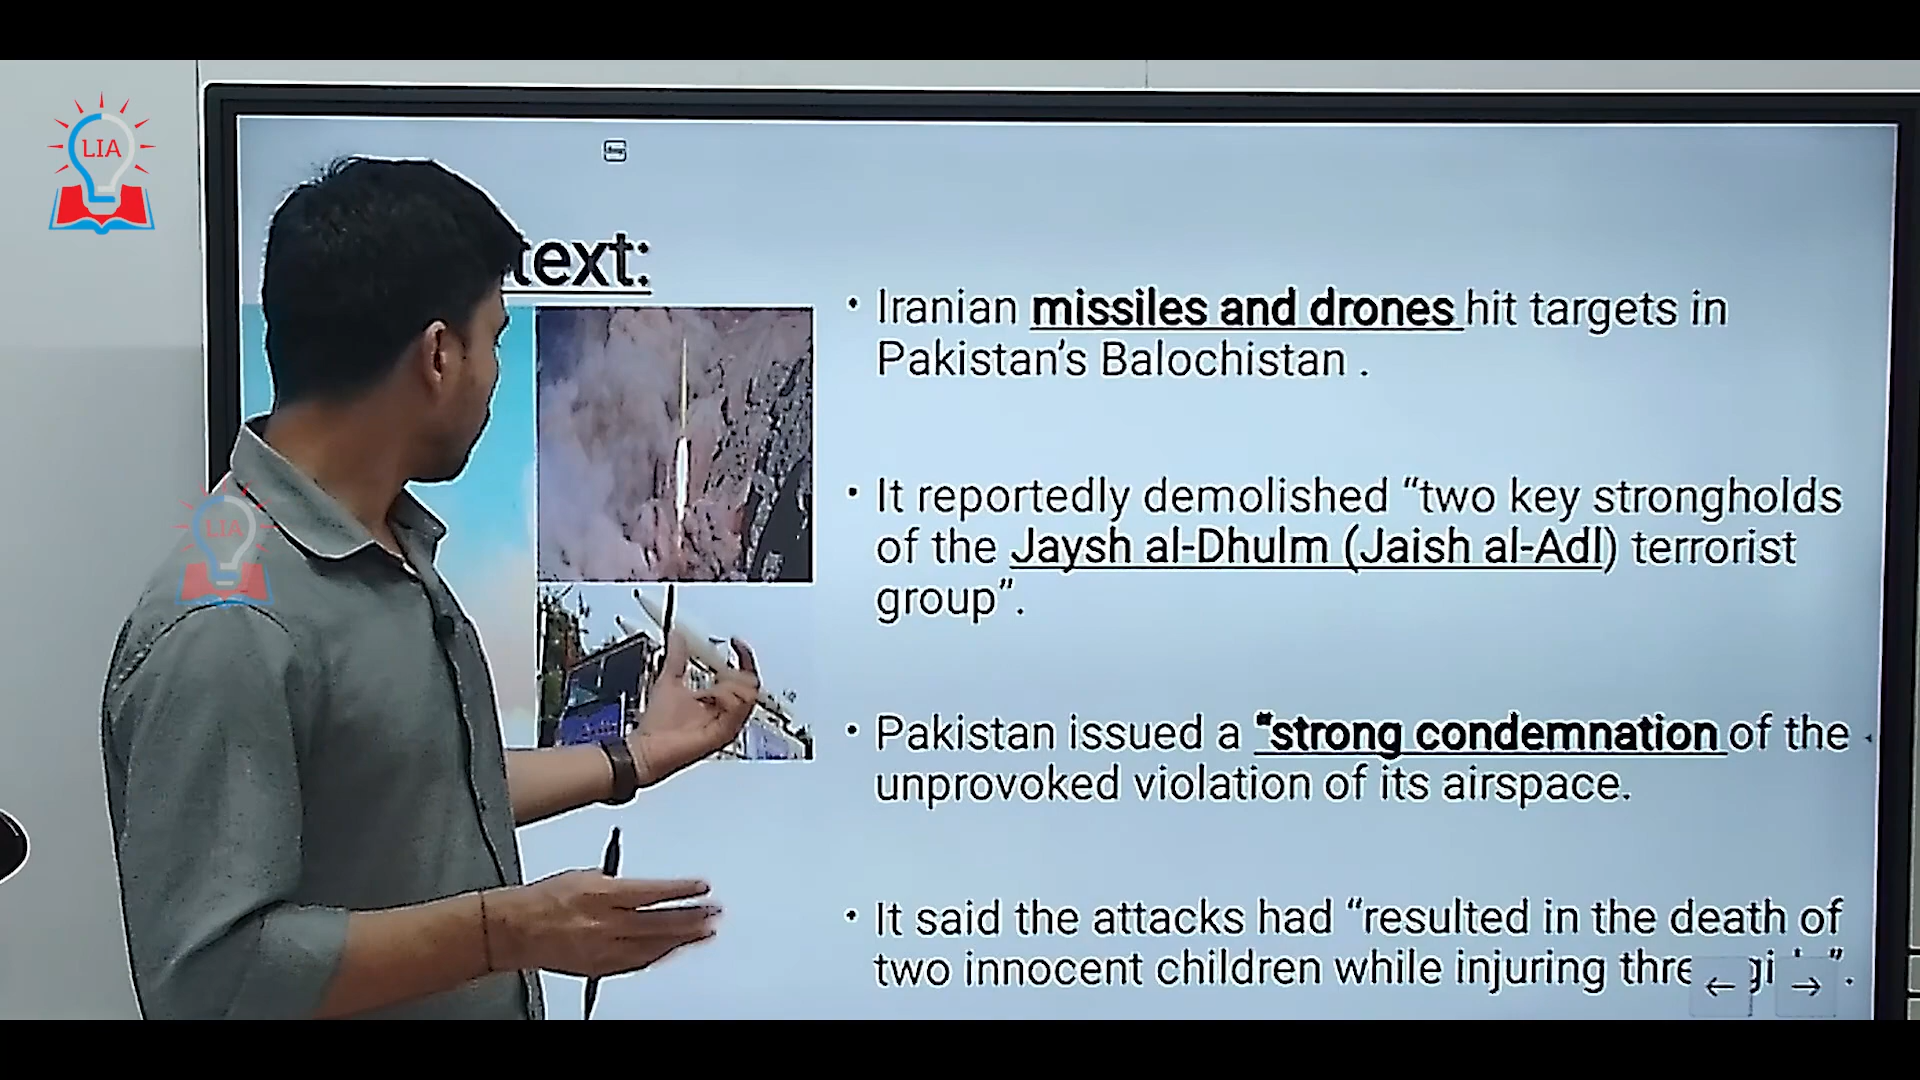 LIA
text:
• Iranian missiles and drones hit targets in
Pakistan’s Balochistan .
• It reportedly demolished “two key strongholds
of the Jaysh al-Dhulm (Jaish al-Adl) terrorist
group”.
• Pakistan issued a “strong condemnation of the
unprovoked violation of its airspace.
• It said the attacks had “resulted in the death of
two innocent children while injuring
LIA